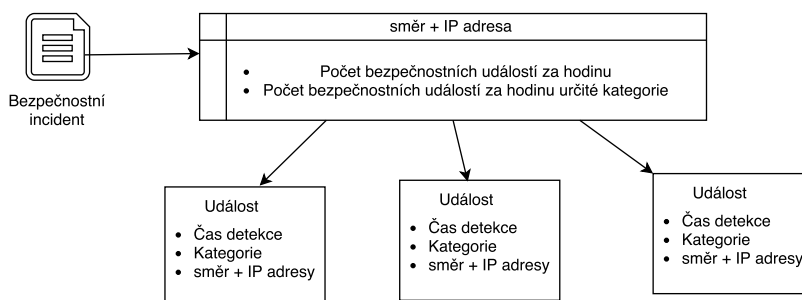 směr + IP adresa
Bezpečnostní
incident
• Počet bezpečnostních událostí za hodinu
• Počet bezpečnostních událostí za hodinu určité kategorie
Událost
• Čas detekce
• Kategorie
• směr + IP adresy
Událost
• Čas detekce
• Kategorie
• směr + IP adresy
Událost
• Čas detekce
• Kategorie
• směr + IP adresy